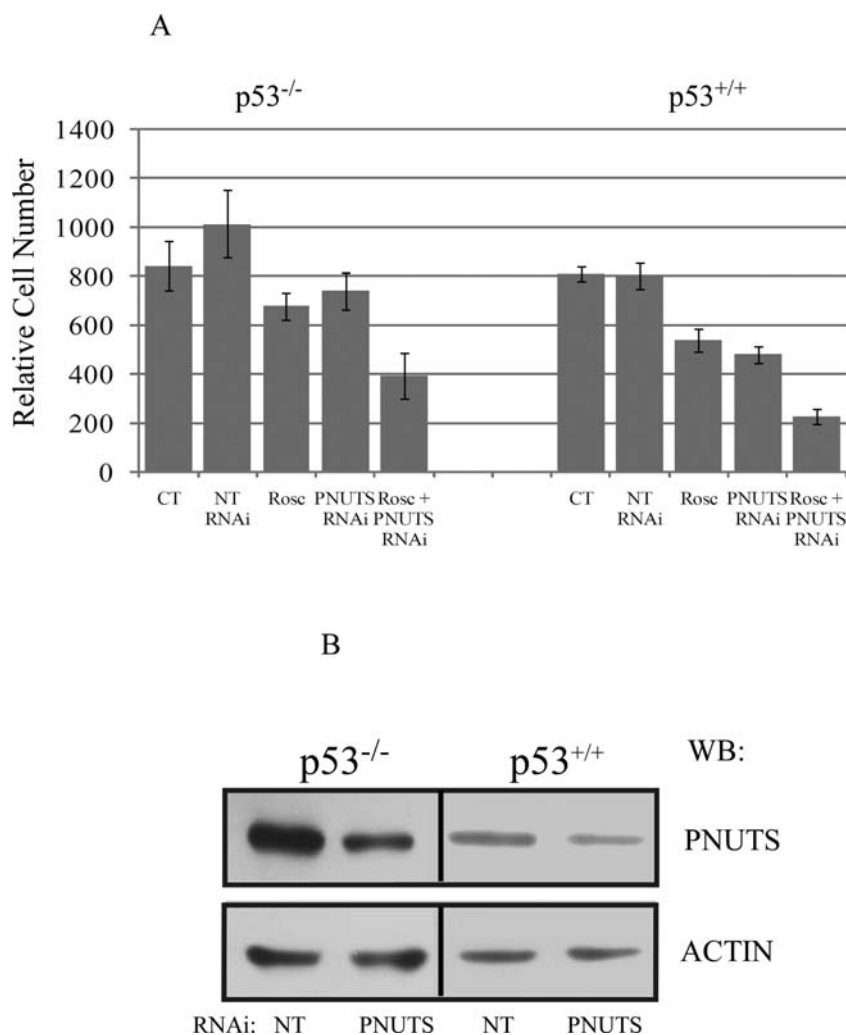 A
p53-/- p53+/+
1400
1200
1000
800
600
400
200
0
Relative Cell Number
CT NT RNAi Rosc PNUTS RNAi Rosc + PNUTS RNAi CT NT RNAi Rosc PNUTS RNAi Rosc + PNUTS RNAi
B
p53-/- p53+/+ WB:
PNUTS
ACTIN
RNAi: NT PNUTS NT PNUTS